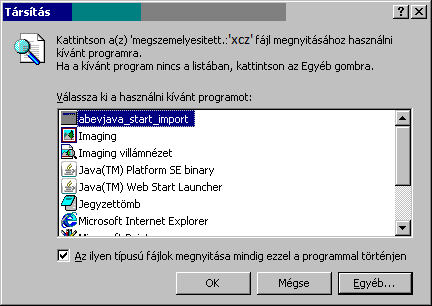 Társítás
Kattintson a(z) 'megszemelyesitett.:'xcz' fájl megnyitásához használni
kívánt programra.
Ha a kívánt program nincs a listában, kattintson az Egyéb gombra.
Válassza ki a használni kívánt programot:
abevjava_start_import
Imaging
Imaging villámnézet
Java(TM) Platform SE binary
Java(TM) Web Start Launcher
Jegyzettömb
Microsoft Internet Explorer
Az ilyen típusú fájlok megnyitása mindig ezzel a programmal történjen
OK
Mégse
Egyéb...